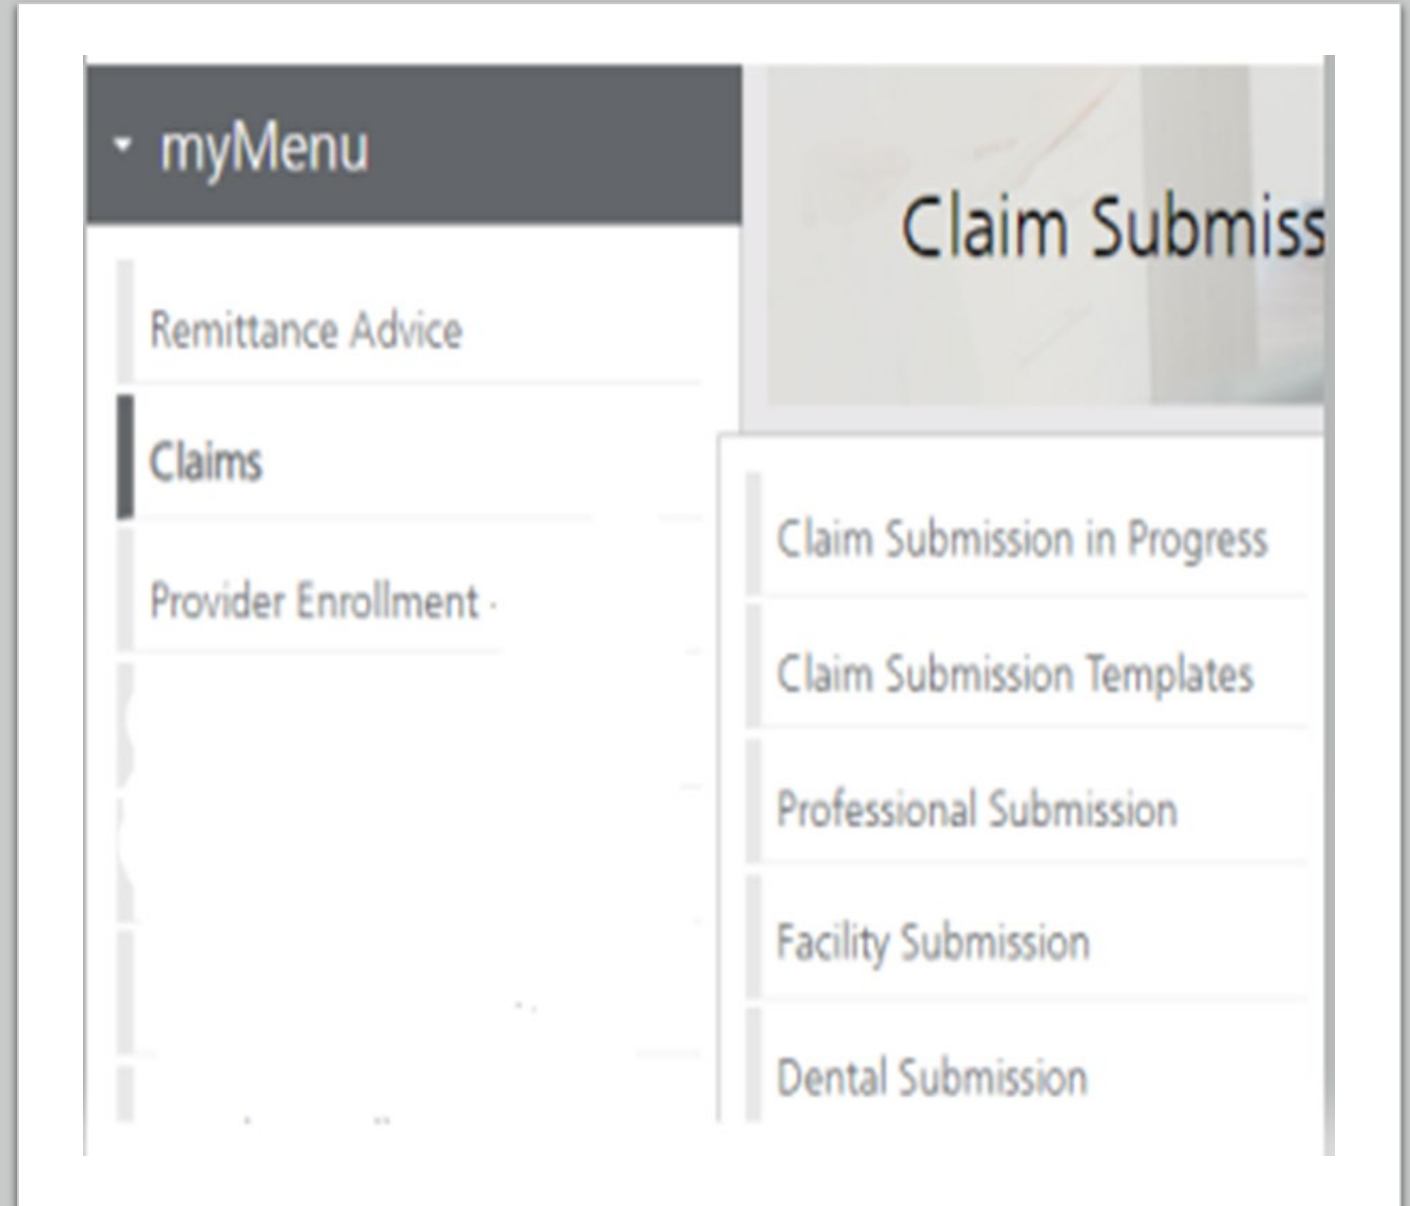 myMenu
Claim Submiss
Remittance Advice
Claims
Provider Enrollment
Claim Submission in Progress
Claim Submission Templates
Professional Submission
Facility Submission
Dental Submission